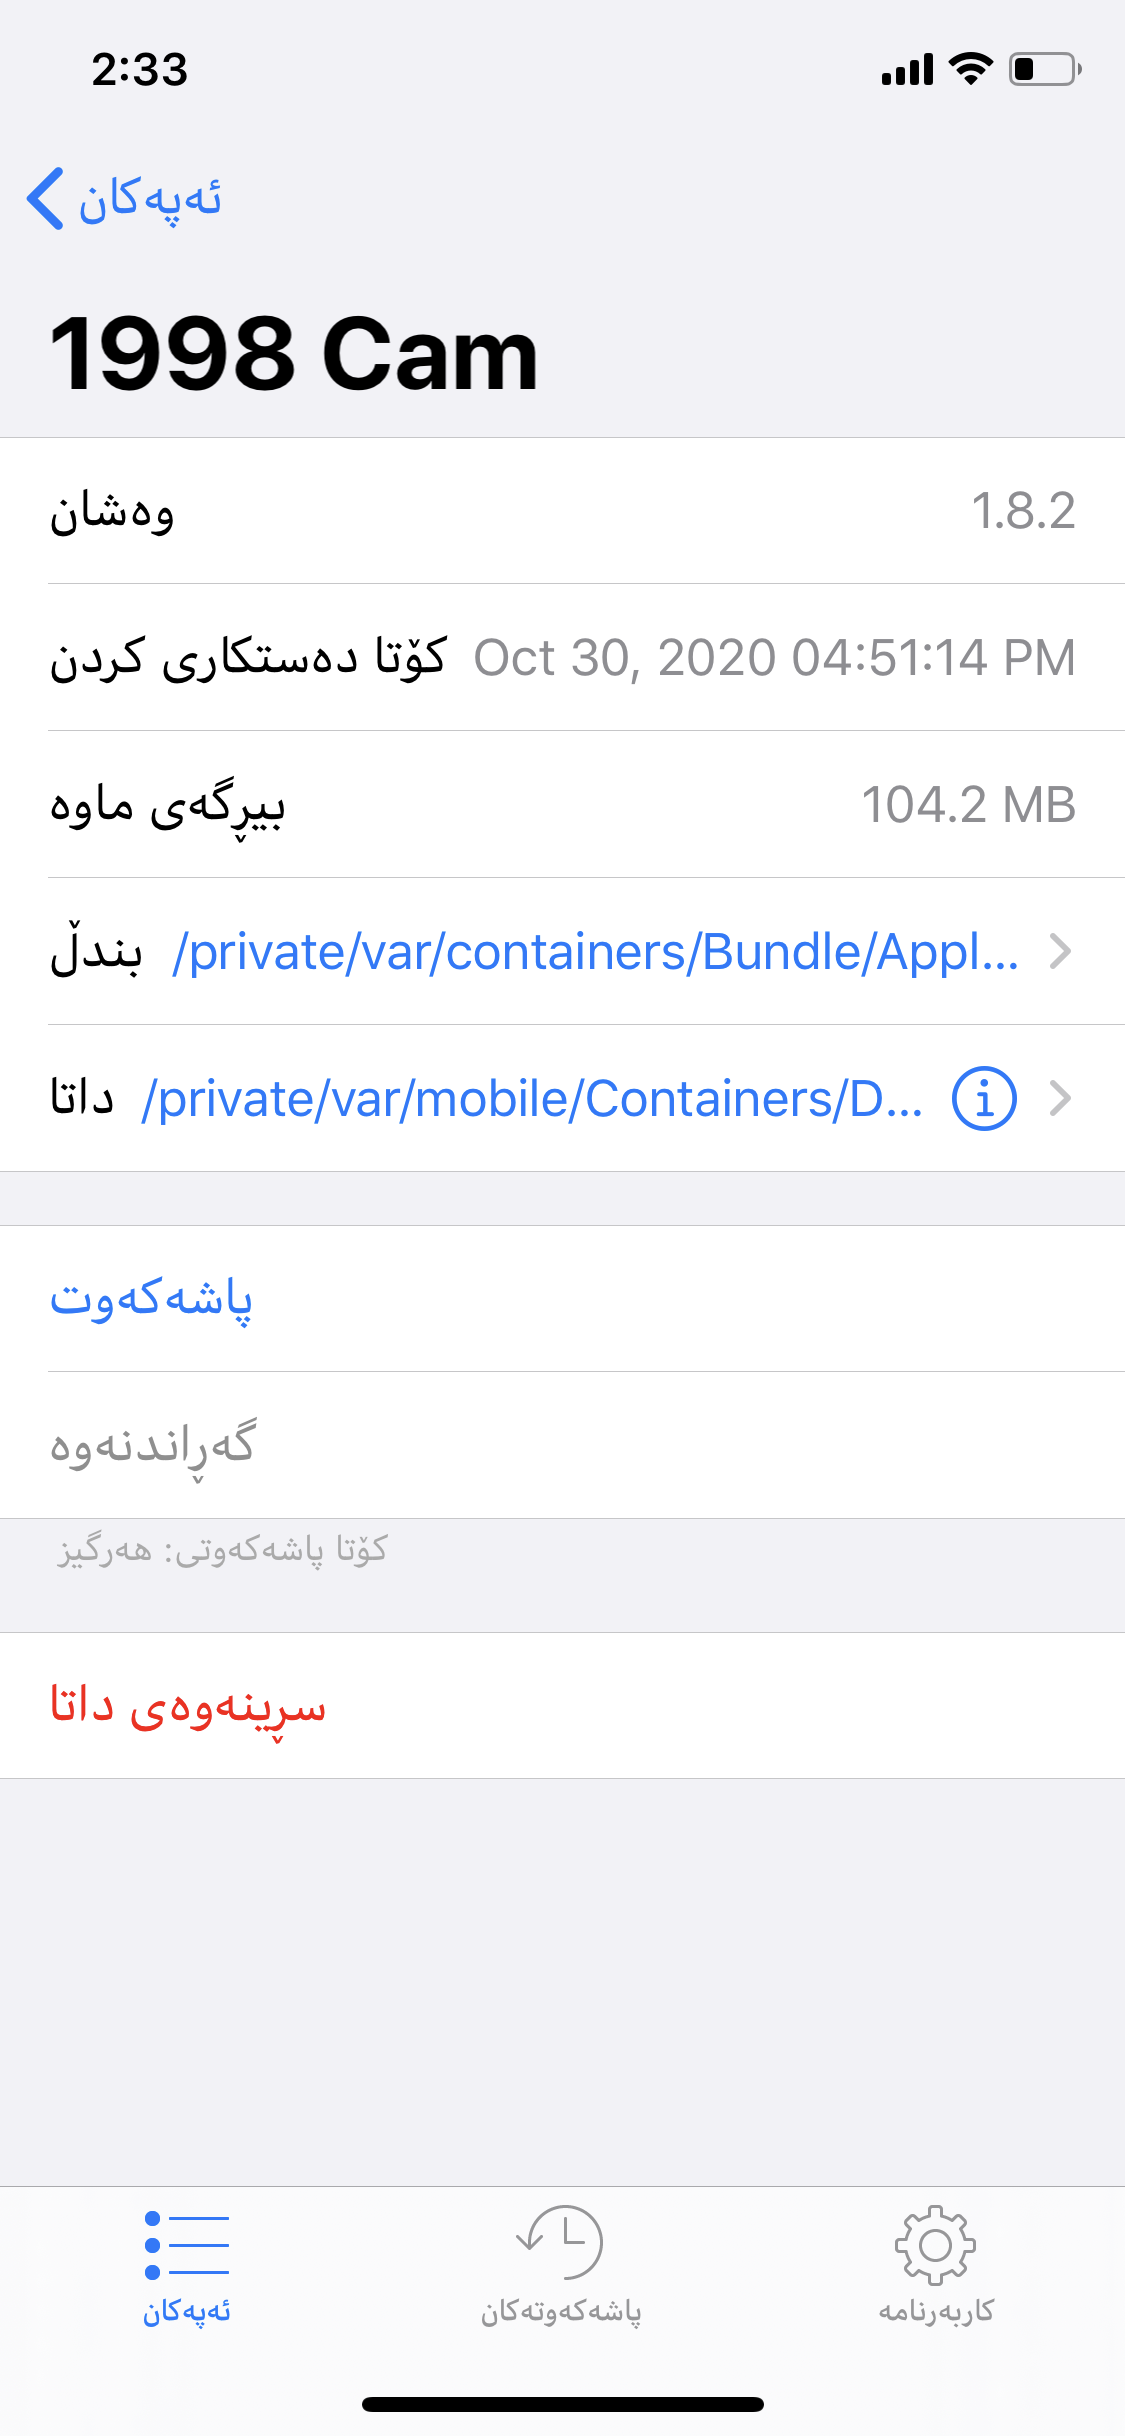 2:33
ئەپەکان
1998 Cam
وەشان 1.8.2
کۆتا دەستکاری کردن Oct 30, 2020 04:51:14 PM
بیڕگەی ماوە 104.2 MB
بندڵ /private/var/containers/Bundle/Appl...
داتا /private/var/mobile/Containers/D...
پاشەکەوت
گەڕاندنەوە
کۆتا پاشەکەوتی: هەرگیز
سڕینەوەی داتا
ئەپەکان
پاشەکەوتەکان
کاربەرنامە